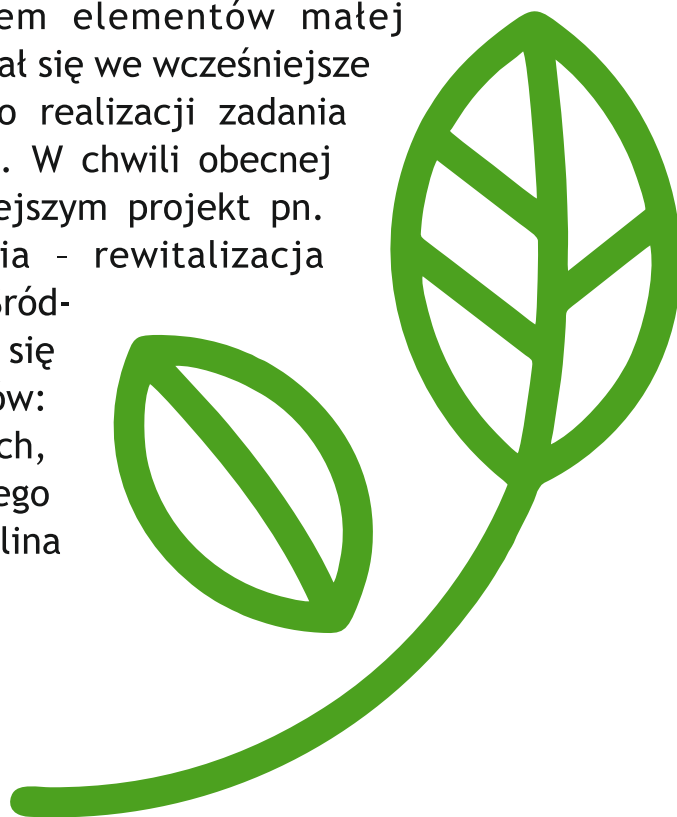 em elementów małej
ał się we wcześniejsze
o realizacji zadania
. W chwili obecnej
ejszym projekt pn.
ia – rewitalizacja
śród-
się
ów:
ch,
ego
lina